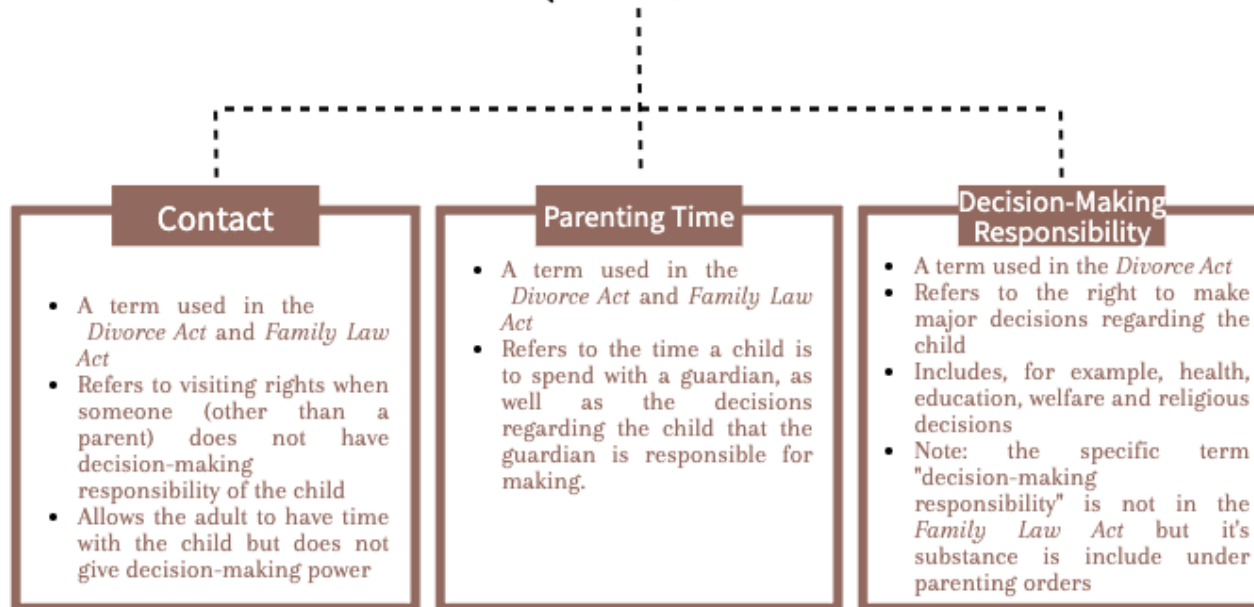 Contact
A term used in the
Divorce Act and Family Law
Act
Refers to visiting rights when
someone (other than a
parent) does not have
decision-making
responsibility of the child
Allows the adult to have time
with the child but does not
give decision-making power
Parenting Time
A term used in the
Divorce Act and Family Law
Act
Refers to the time a child is
to spend with a guardian, as
well as the decisions
regarding the child that the
guardian is responsible for
making.
Decision-Making
Responsibility
A term used in the Divorce Act
Refers to the right to make
major decisions regarding the
child
Includes, for example, health,
education, welfare and religious
decisions
Note: the specific term
"decision-making
responsibility" is not in the
Family Law Act but it's
substance is include under
parenting orders